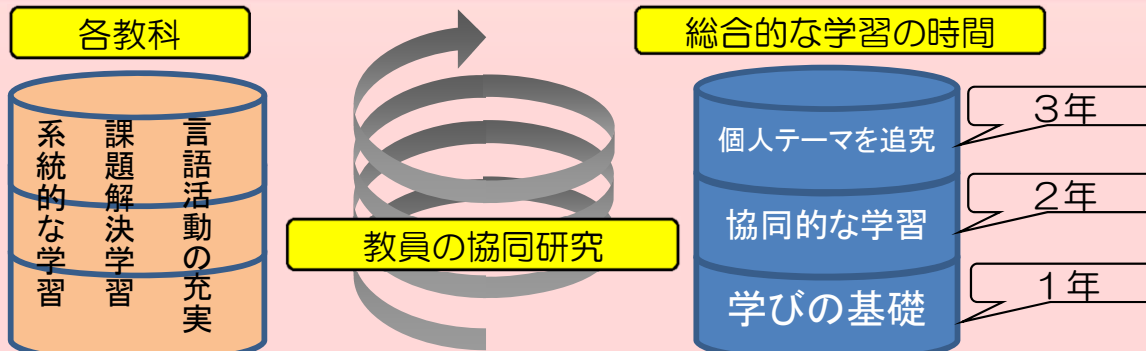 各教科
総合的な学習の時間
言語活動の充実
課題解決学習
系統的な学習
教員の協同研究
個人テーマを追究
３年
協同的な学習
２年
学びの基礎
１年